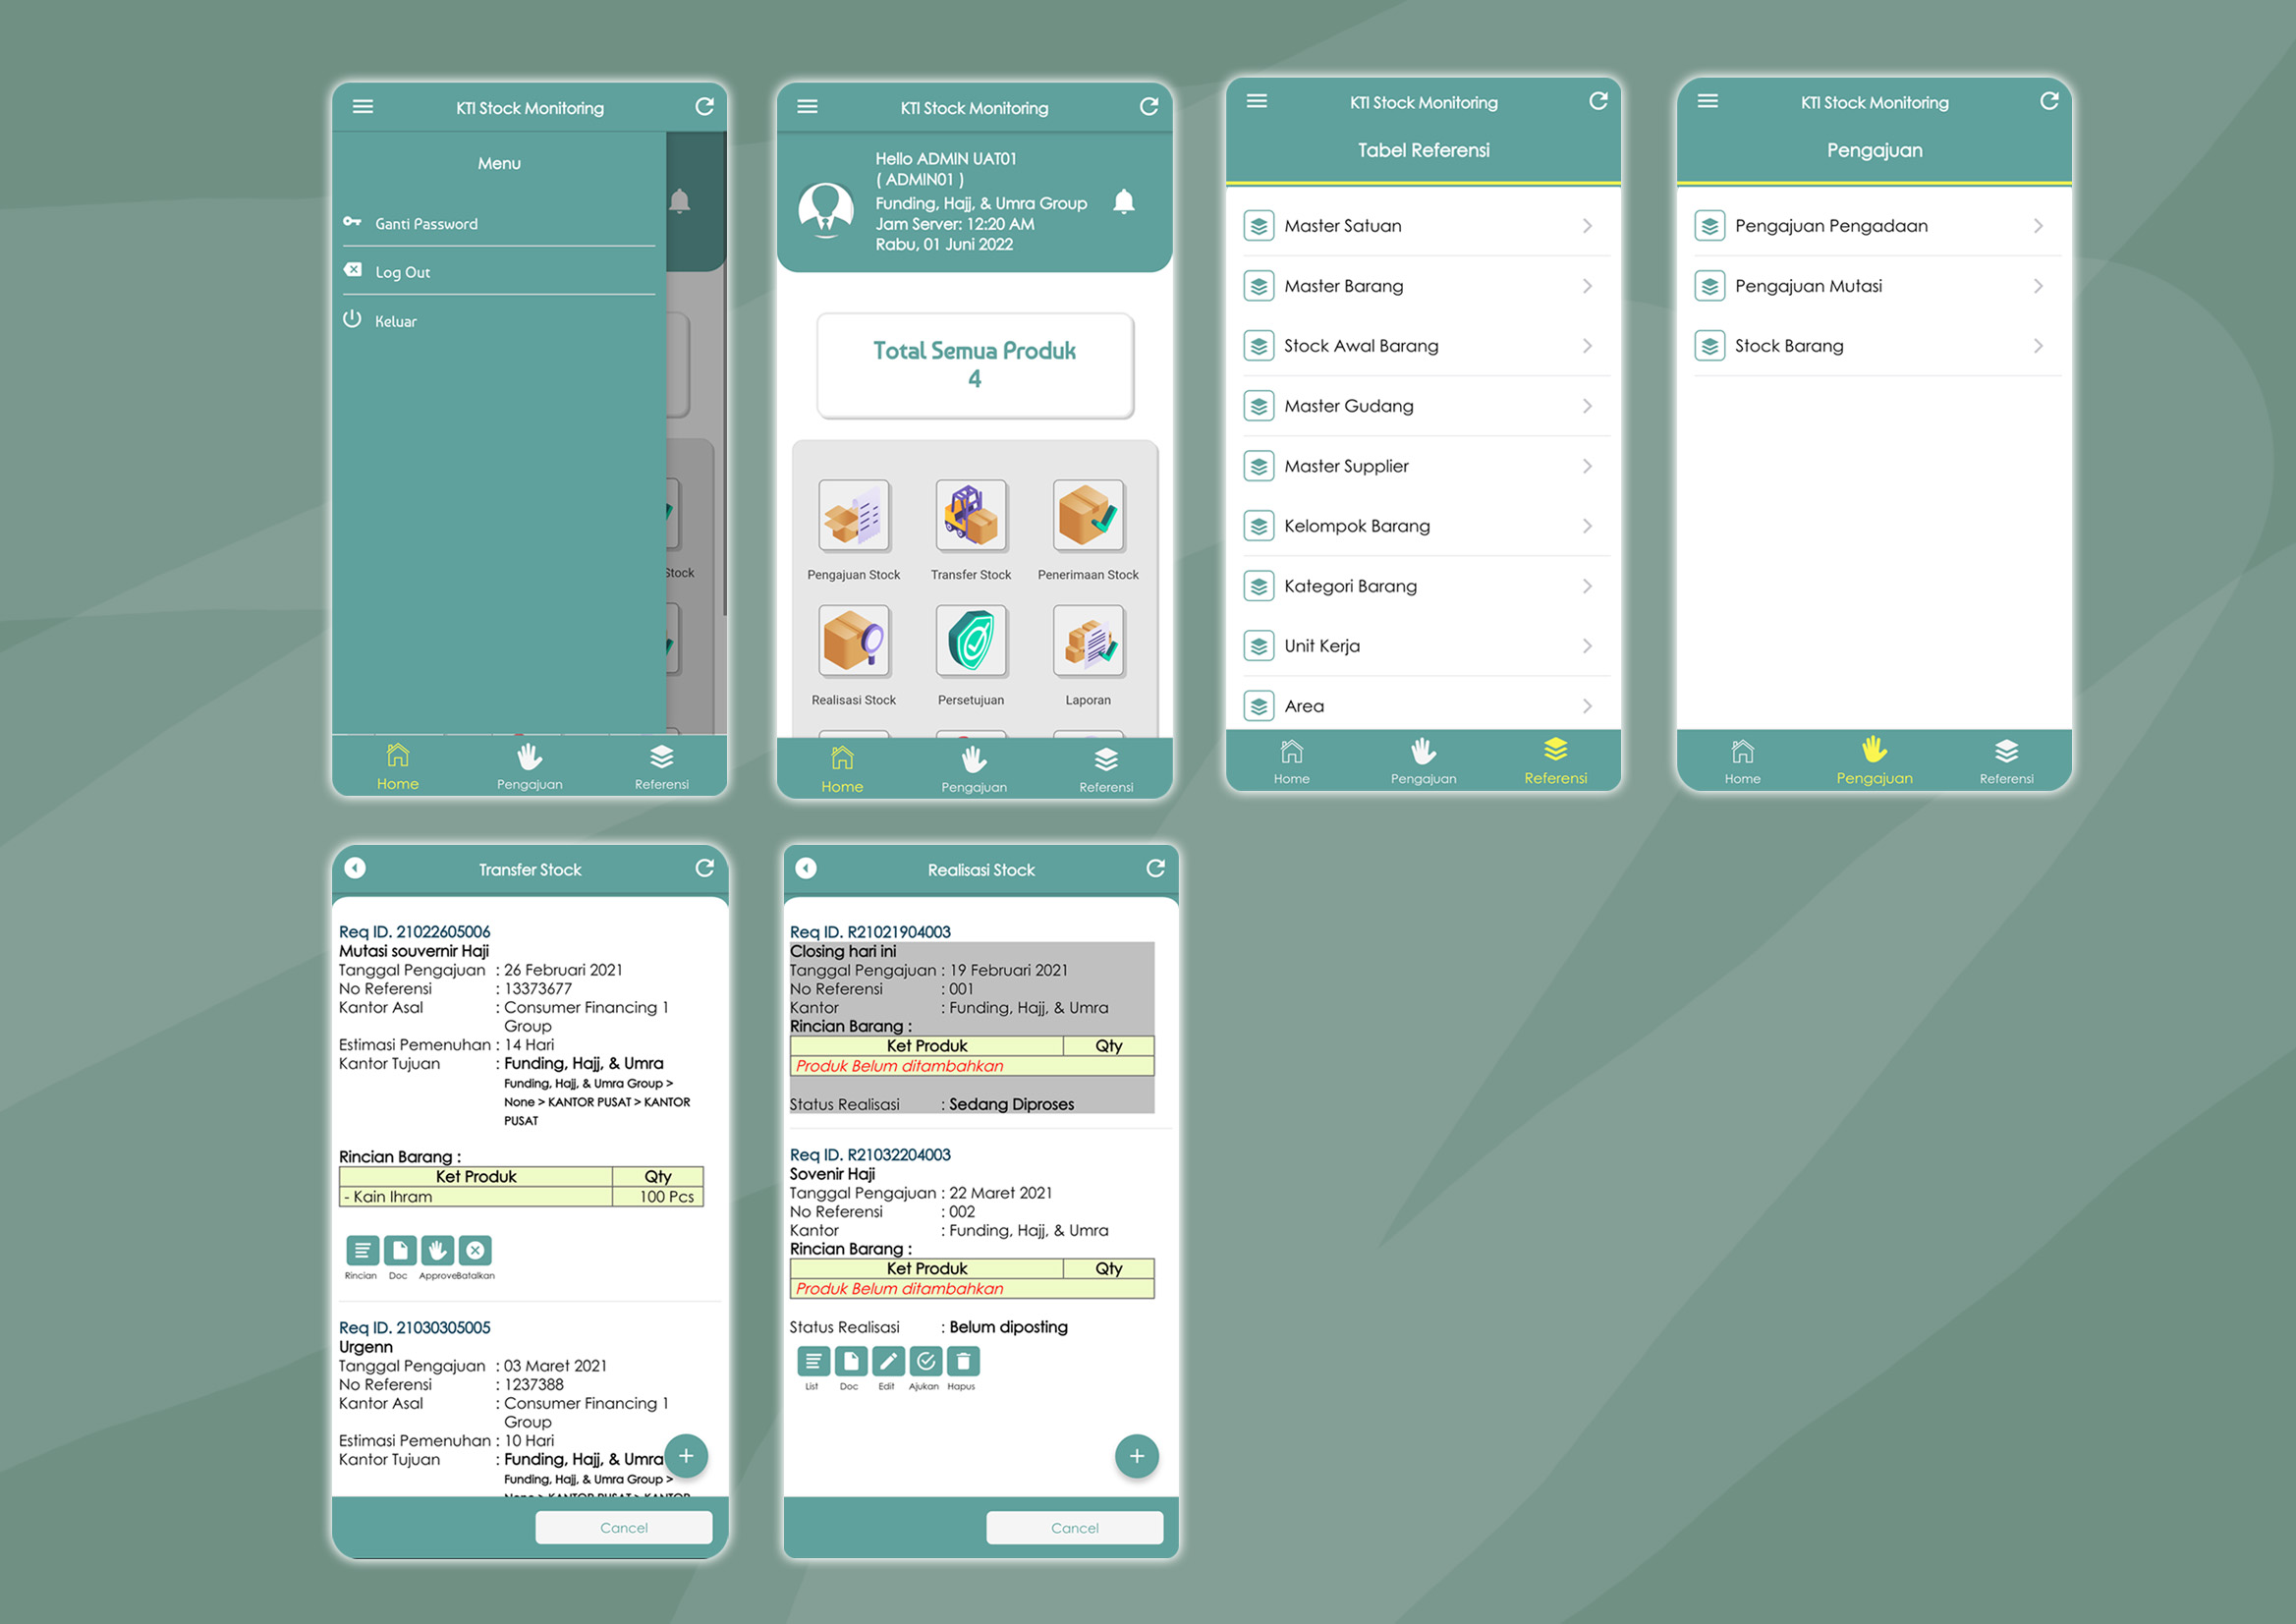 KTI Stock Monitoring
Menu
Ganti Password
Log Out
Keluar
Stock
Home
Pengajuan
Referensi
KTI Stock Monitoring
Hello ADMIN UAT01
( ADMIN01 )
Funding, Hajj, & Umra Group
Jam Server: 12:20 AM
Rabu, 01 Juni 2022
Total Semua Produk
4
Pengajuan Stock
Transfer Stock
Penerimaan Stock
Realisasi Stock
Persetujuan
Laporan
Home
Pengajuan
Referensi
KTI Stock Monitoring
Tabel Referensi
Master Satuan
Master Barang
Stock Awal Barang
Master Gudang
Master Supplier
Kelompok Barang
Kategori Barang
Unit Kerja
Area
Home
Pengajuan
Referensi
KTI Stock Monitoring
Pengajuan
Pengajuan Pengadaan
Pengajuan Mutasi
Stock Barang
Home
Pengajuan
Referensi
Transfer Stock
Req ID. 21022605006
Mutasi souvernir Haji
Tanggal Pengajuan : 26 Februari 2021
No Referensi : 13373677
Kantor Asal : Consumer Financing 1
Group
Estimasi Pemenuhan : 14 Hari
Kantor Tujuan : Funding, Hajj, & Umra
Funding, Hajj, & Umra Group >
None > KANTOR PUSAT > KANTOR
PUSAT
Rincian Barang :
Ket Produk Qty
- Kain Ihram 100 Pcs
Rincian Doc Approve Batalkan
Req ID. 21030305005
Urgenn
Tanggal Pengajuan : 03 Maret 2021
No Referensi : 1237388
Kantor Asal : Consumer Financing 1
Group
Estimasi Pemenuhan : 10 Hari
Kantor Tujuan : Funding, Hajj, & Umra
Funding, Hajj, & Umra Group >
None > KANTOR PUSAT > KANTOR
Cancel
Realisasi Stock
Req ID. R21021904003
Closing hari ini
Tanggal Pengajuan : 19 Februari 2021
No Referensi : 001
Kantor : Funding, Hajj, & Umra
Rincian Barang :
Ket Produk Qty
Produk Belum ditambahkan
Status Realisasi : Sedang Diproses
Req ID. R21032204003
Sovenir Haji
Tanggal Pengajuan : 22 Maret 2021
No Referensi : 002
Kantor : Funding, Hajj, & Umra
Rincian Barang :
Ket Produk Qty
Produk Belum ditambahkan
Status Realisasi : Belum diposting
List Doc Edit Ajukan Hapus
Cancel